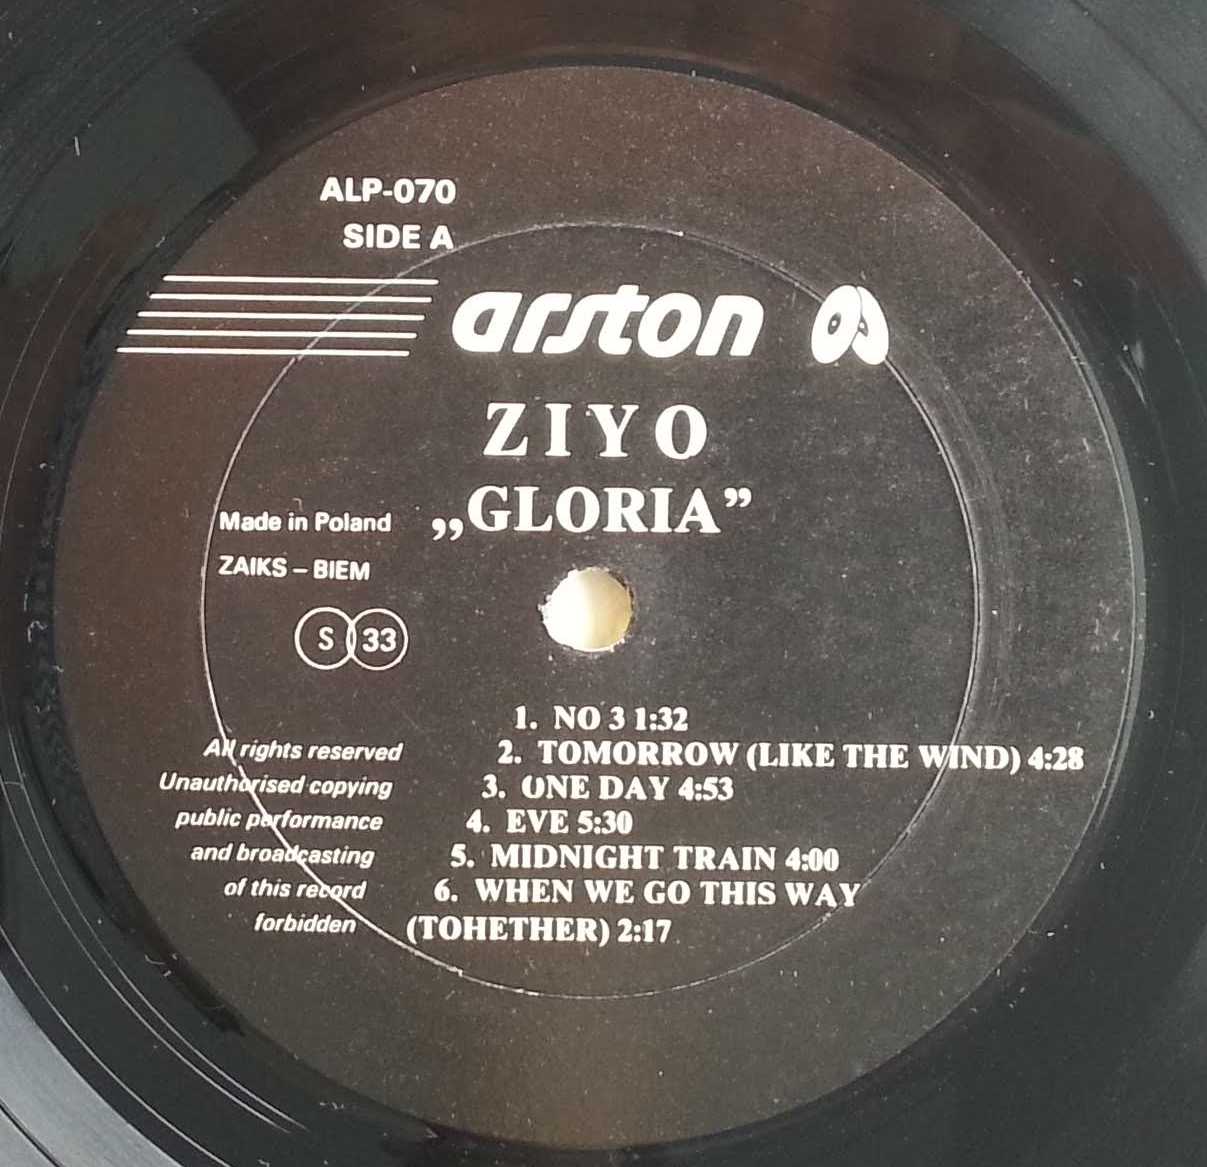 ALP-070
SIDE A
arston
ZIYO
„GLORIA”
Made in Poland
ZAIKS – BIEM
S 33
1. NO 3 1:32
2. TOMORROW (LIKE THE WIND) 4:28
3. ONE DAY 4:53
4. EVE 5:30
5. MIDNIGHT TRAIN 4:00
6. WHEN WE GO THIS WAY
(TOHETHER) 2:17
All rights reserved
Unauthorised copying
public performance
and broadcasting
of this record
forbidden